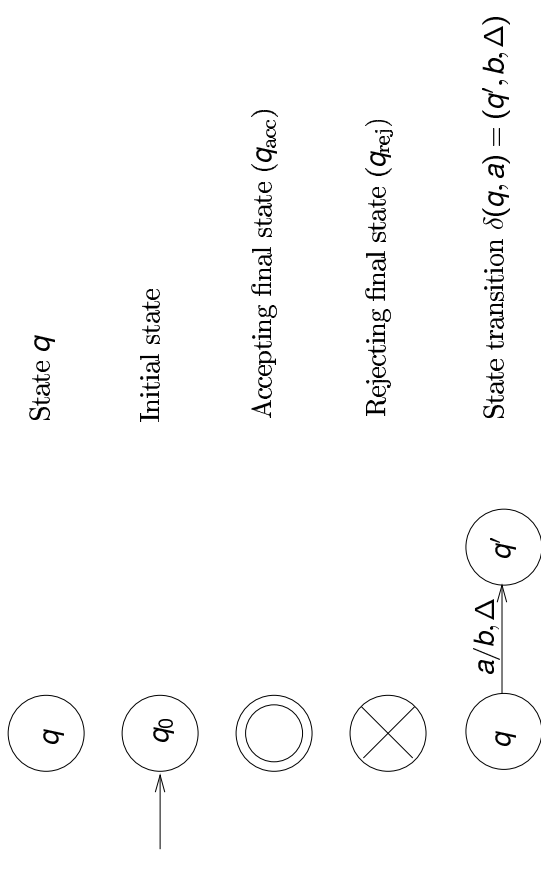 q State q
q₀ Initial state
Accepting final state (q_acc)
Rejecting final state (q_rej)
q a/b, Δ q′ State transition δ(q, a) = (q′, b, Δ)